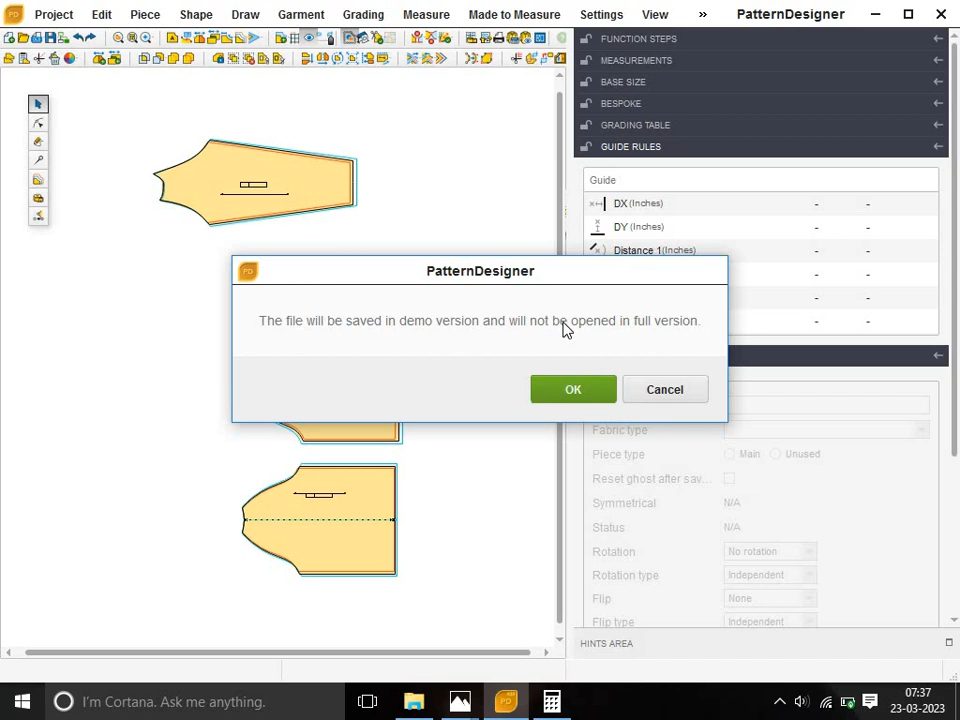 Project Edit Piece Shape Draw Garment Grading Measure Made to Measure Settings View » PatternDesigner
FUNCTION STEPS
MEASUREMENTS
BASE SIZE
BESPOKE
GRADING TABLE
GUIDE RULES
Guide
DX (Inches) - -
DY (Inches) - -
Distance 1(Inches) - -
- -
- -
- -
PD PatternDesigner
The file will be saved in demo version and will not be opened in full version.
OK Cancel
Fabric type
Piece type Main Unused
Reset ghost after sav...
Symmetrical N/A
Status: N/A
Rotation No rotation
Rotation type Independent
Flip None
Flip type Independent
HINTS AREA
I'm Cortana. Ask me anything.
07:37
23-03-2023